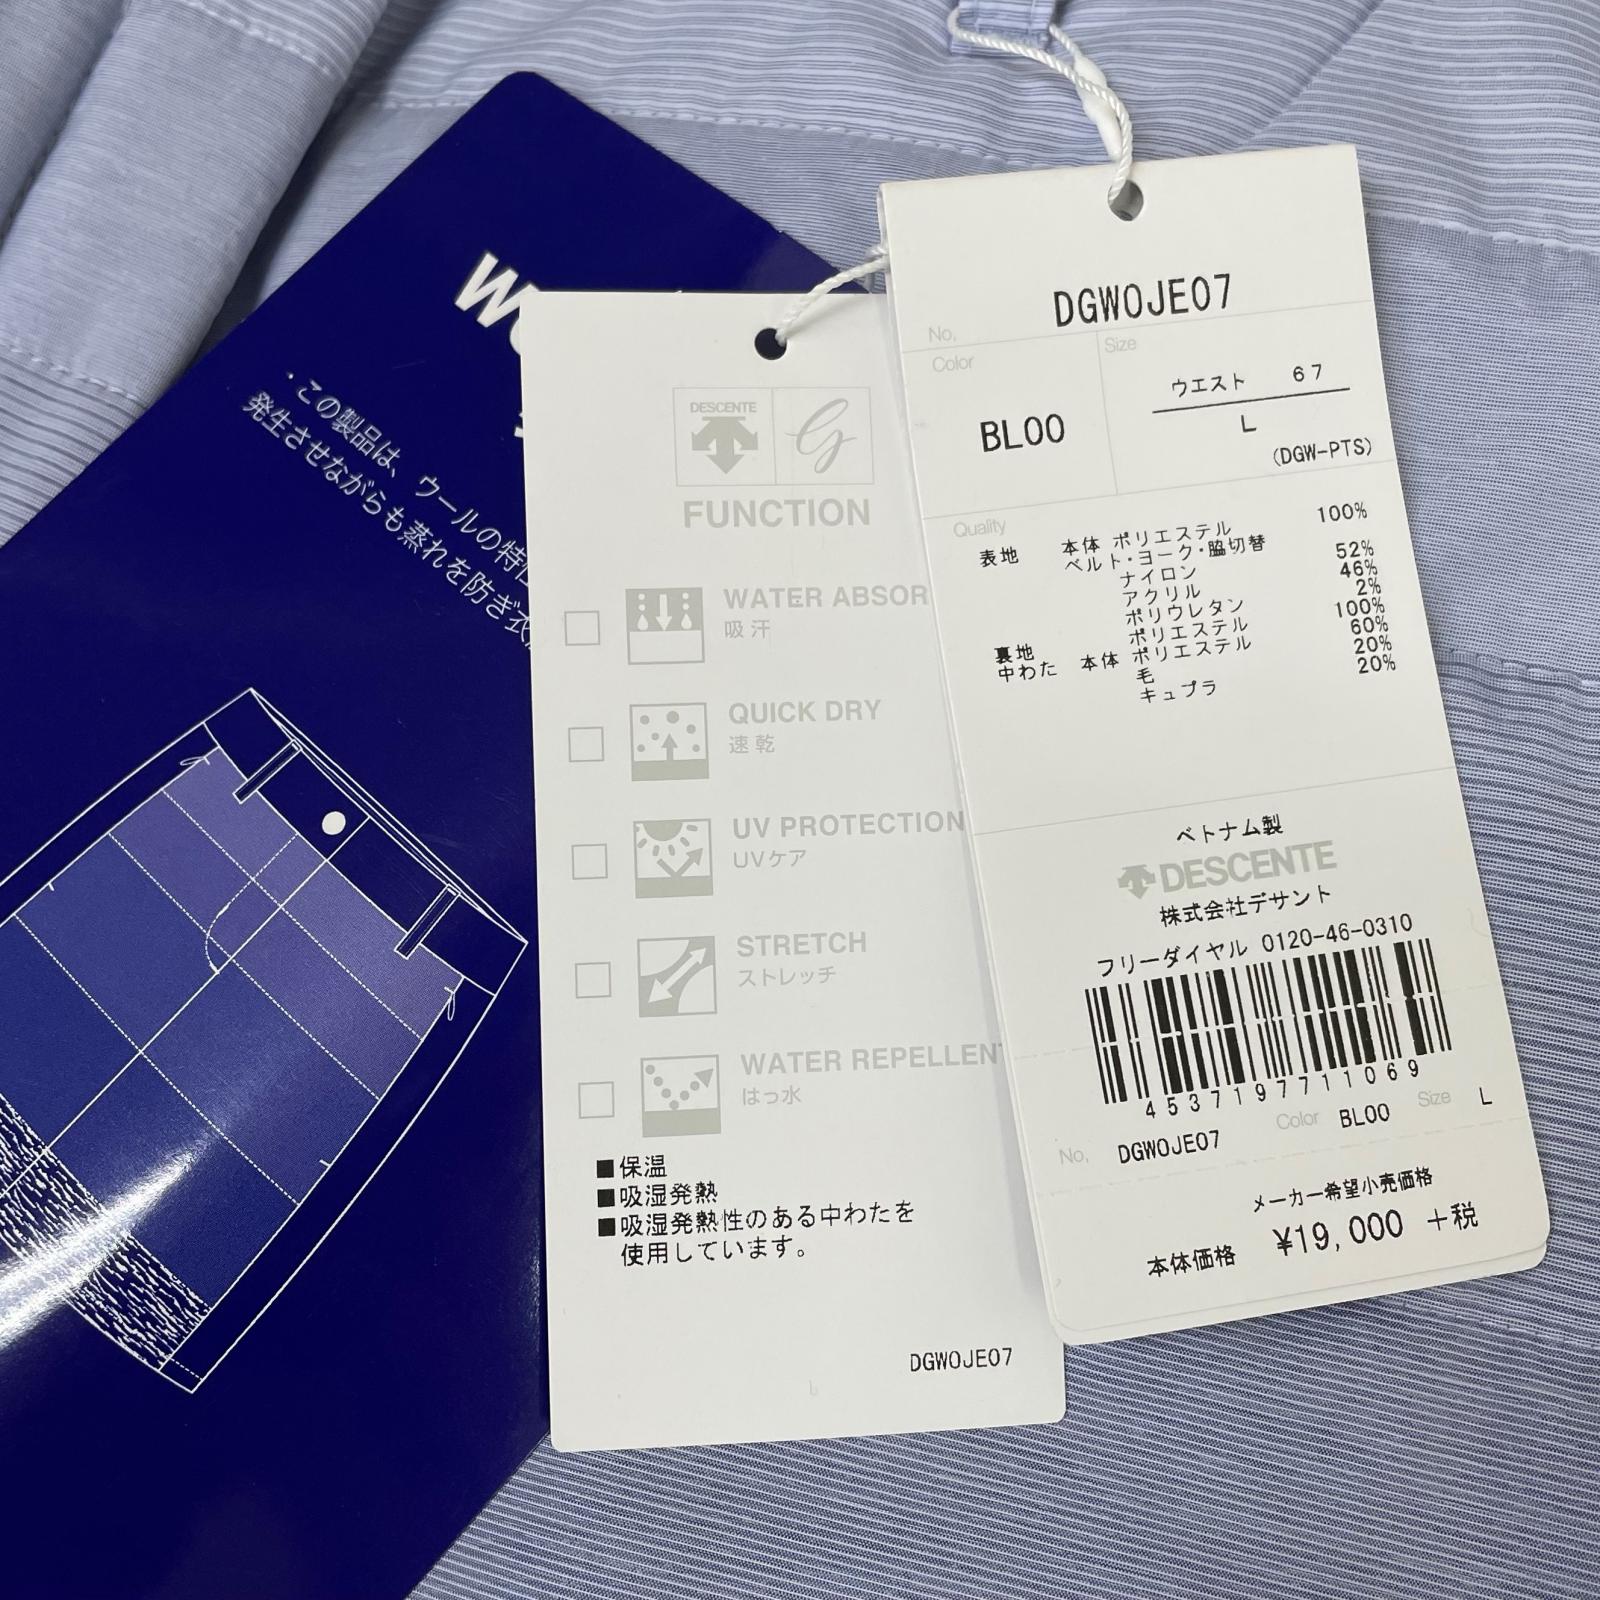 ・この製品は、ウールの特性
発生させながらも蒸れを防ぎ衣
DESCENTE
G
FUNCTION
WATER ABSOR
吸汗
QUICK DRY
速乾
UV PROTECTION
UVケア
STRETCH
ストレッチ
WATER REPELLENT
はっ水
■保温
■吸湿発熱
■吸湿発熱性のある中わたを
使用しています。
DGWOJE07
No. DGWOJE07
Color BL00
Size ウエスト 67
L
(DGW-PTS)
Quality
表地 本体 ポリエステル 100%
ベルト・ヨーク・脇切替
ナイロン 52%
アクリル 46%
ポリウレタン 2%
裏地 ポリエステル 100%
中わた 本体 ポリエステル 60%
毛 20%
キュプラ 20%
ベトナム製
DESCENTE
株式会社デサント
フリーダイヤル 0120-46-0310
4537197711069
No. DGWOJE07 Color BL00 Size L
メーカー希望小売価格
本体価格 ¥19,000 +税